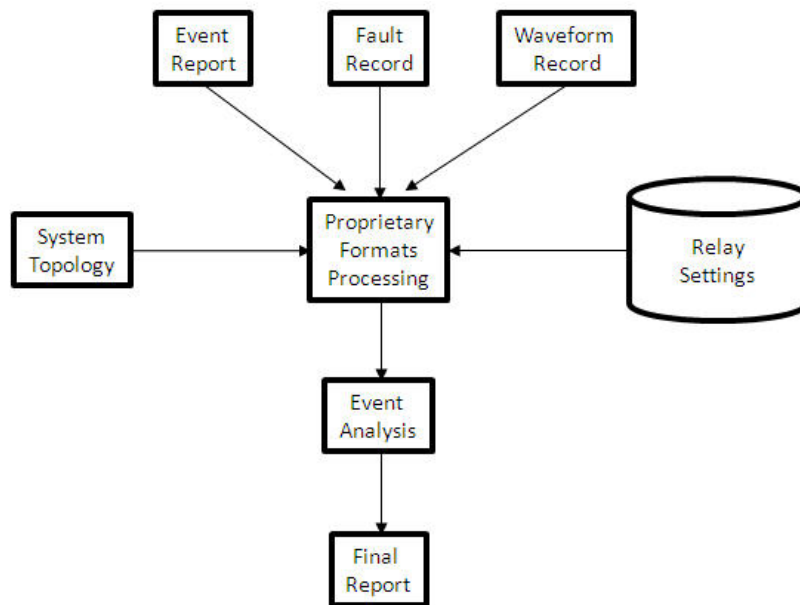 Event
Report
Fault
Record
Waveform
Record
System
Topology
Proprietary
Formats
Processing
Relay
Settings
Event
Analysis
Final
Report